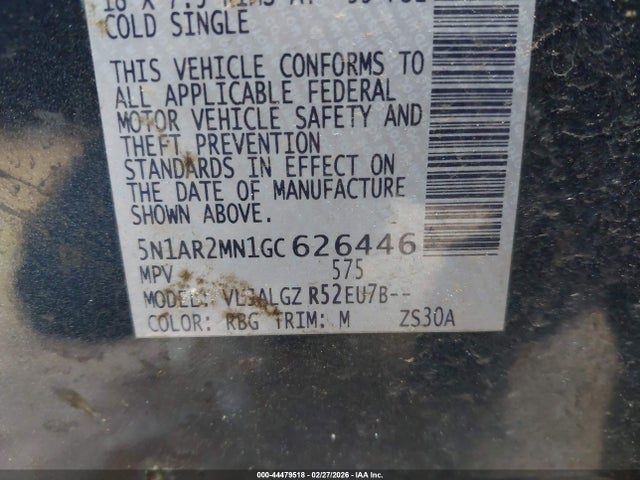 COLD SINGLE
THIS VEHICLE CONFORMS TO
ALL APPLICABLE FEDERAL
MOTOR VEHICLE SAFETY AND
THEFT PREVENTION
STANDARDS IN EFFECT ON
THE DATE OF MANUFACTURE
SHOWN ABOVE.
5N1AR2MN1GC626446
MPV 575
MODEL: R52EU7B--
COLOR: RBG TRIM: M ZS30A
000-44479518 - 02/27/2026 - IAA Inc.